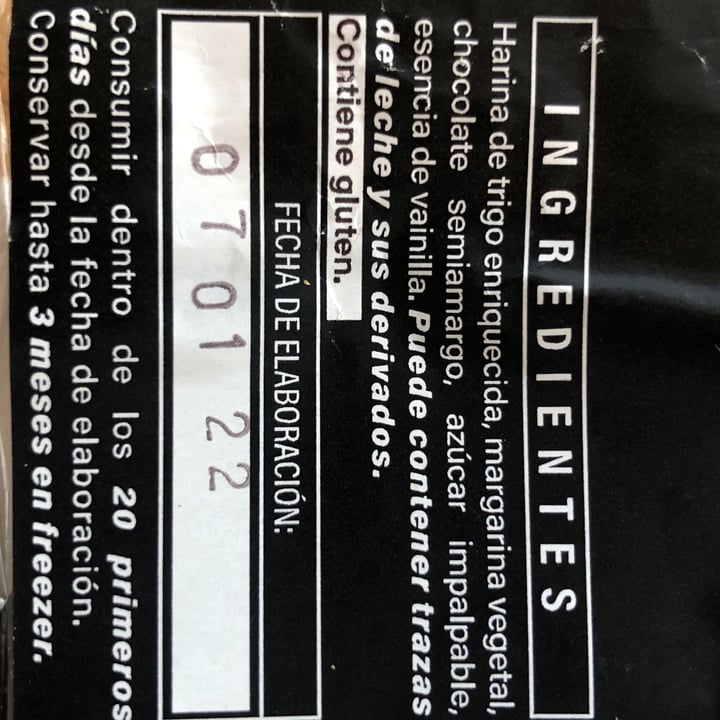 INGREDIENTES
Harina de trigo enriquecida, margarina vegetal,
chocolate semiamargo, azúcar impalpable,
esencia de vainilla. Puede contener trazas
de leche y sus derivados.
Contiene gluten.
FECHA DE ELABORACIÓN:
07 01 22
Consumir dentro de los 20 primeros
días desde la fecha de elaboración.
Conservar hasta 3 meses en freezer.